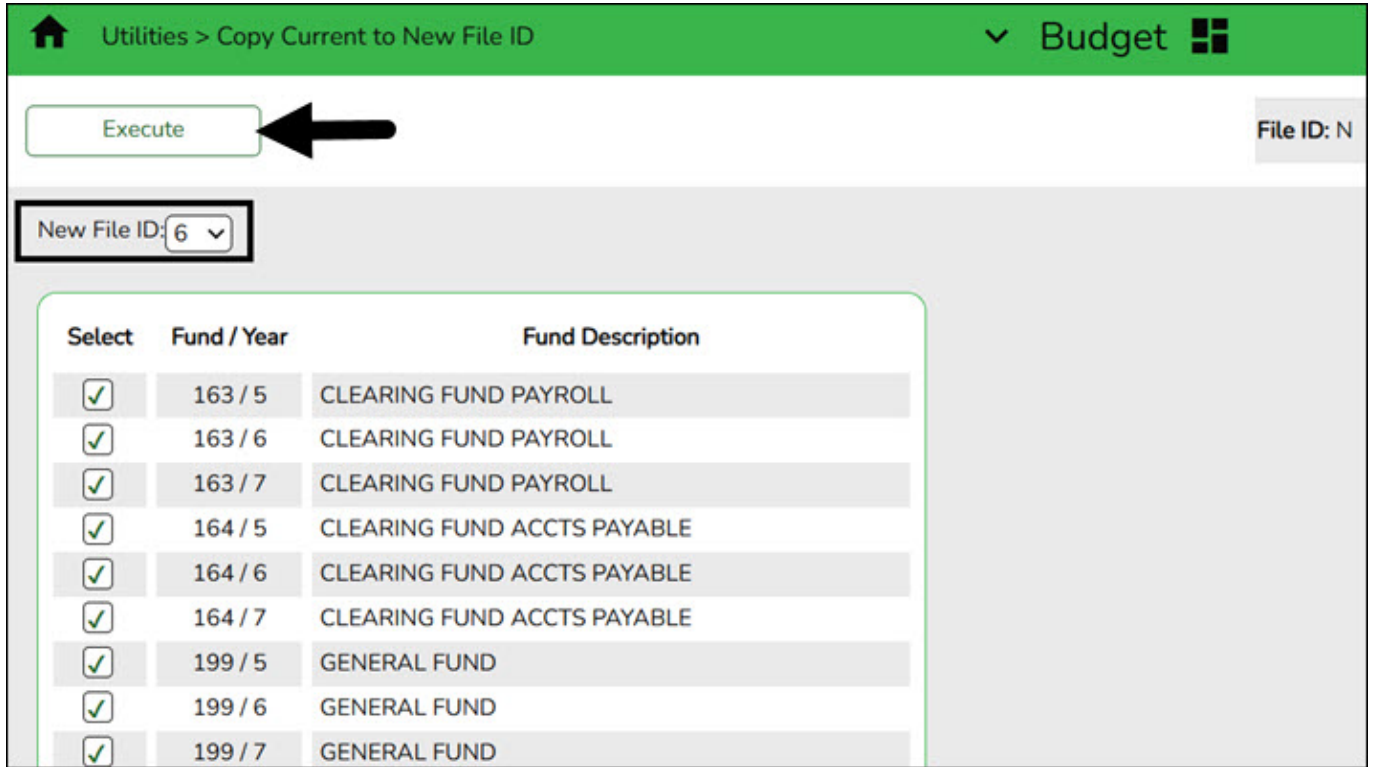 Utilities > Copy Current to New File ID
Budget
Execute
File ID: N
New File ID: 6
Select Fund / Year Fund Description
163 / 5 CLEARING FUND PAYROLL
163 / 6 CLEARING FUND PAYROLL
163 / 7 CLEARING FUND PAYROLL
164 / 5 CLEARING FUND ACCTS PAYABLE
164 / 6 CLEARING FUND ACCTS PAYABLE
164 / 7 CLEARING FUND ACCTS PAYABLE
199 / 5 GENERAL FUND
199 / 6 GENERAL FUND
199 / 7 GENERAL FUND